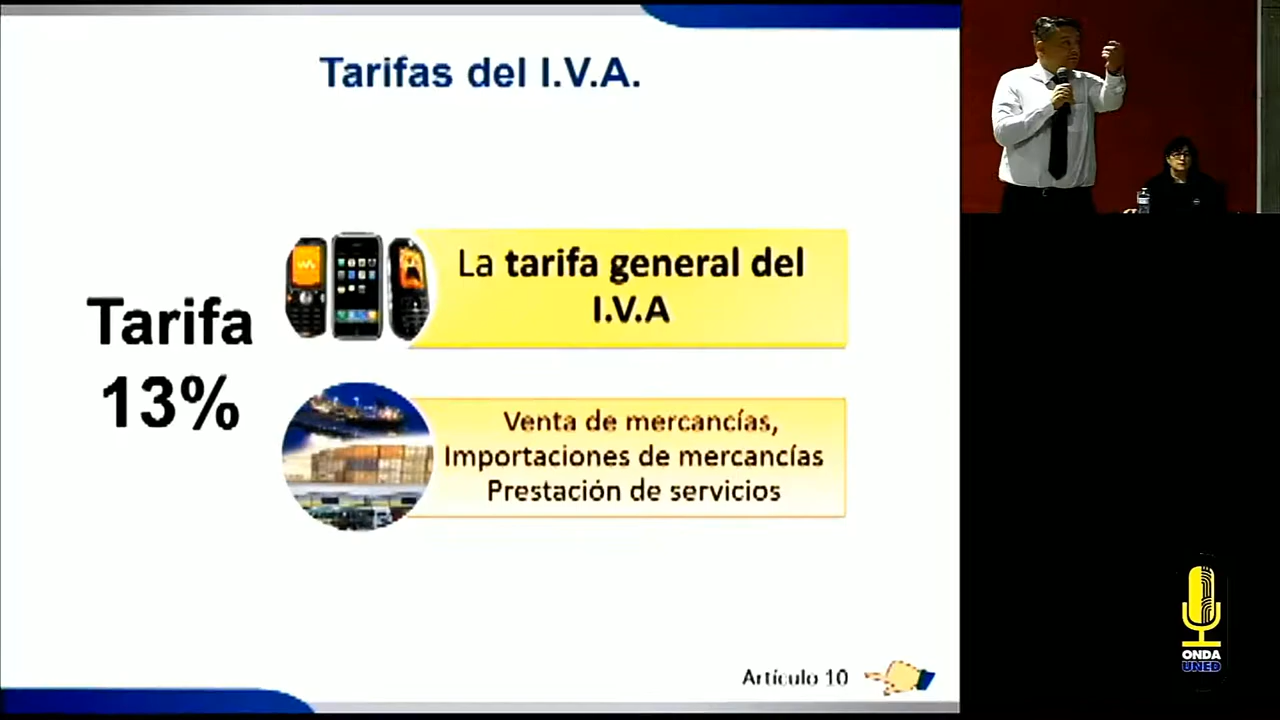 Tarifas del I.V.A.
La tarifa general del
I.V.A
Tarifa
13%
Venta de mercancías,
Importaciones de mercancías
Prestación de servicios
Artículo 10
ONDA
UNED